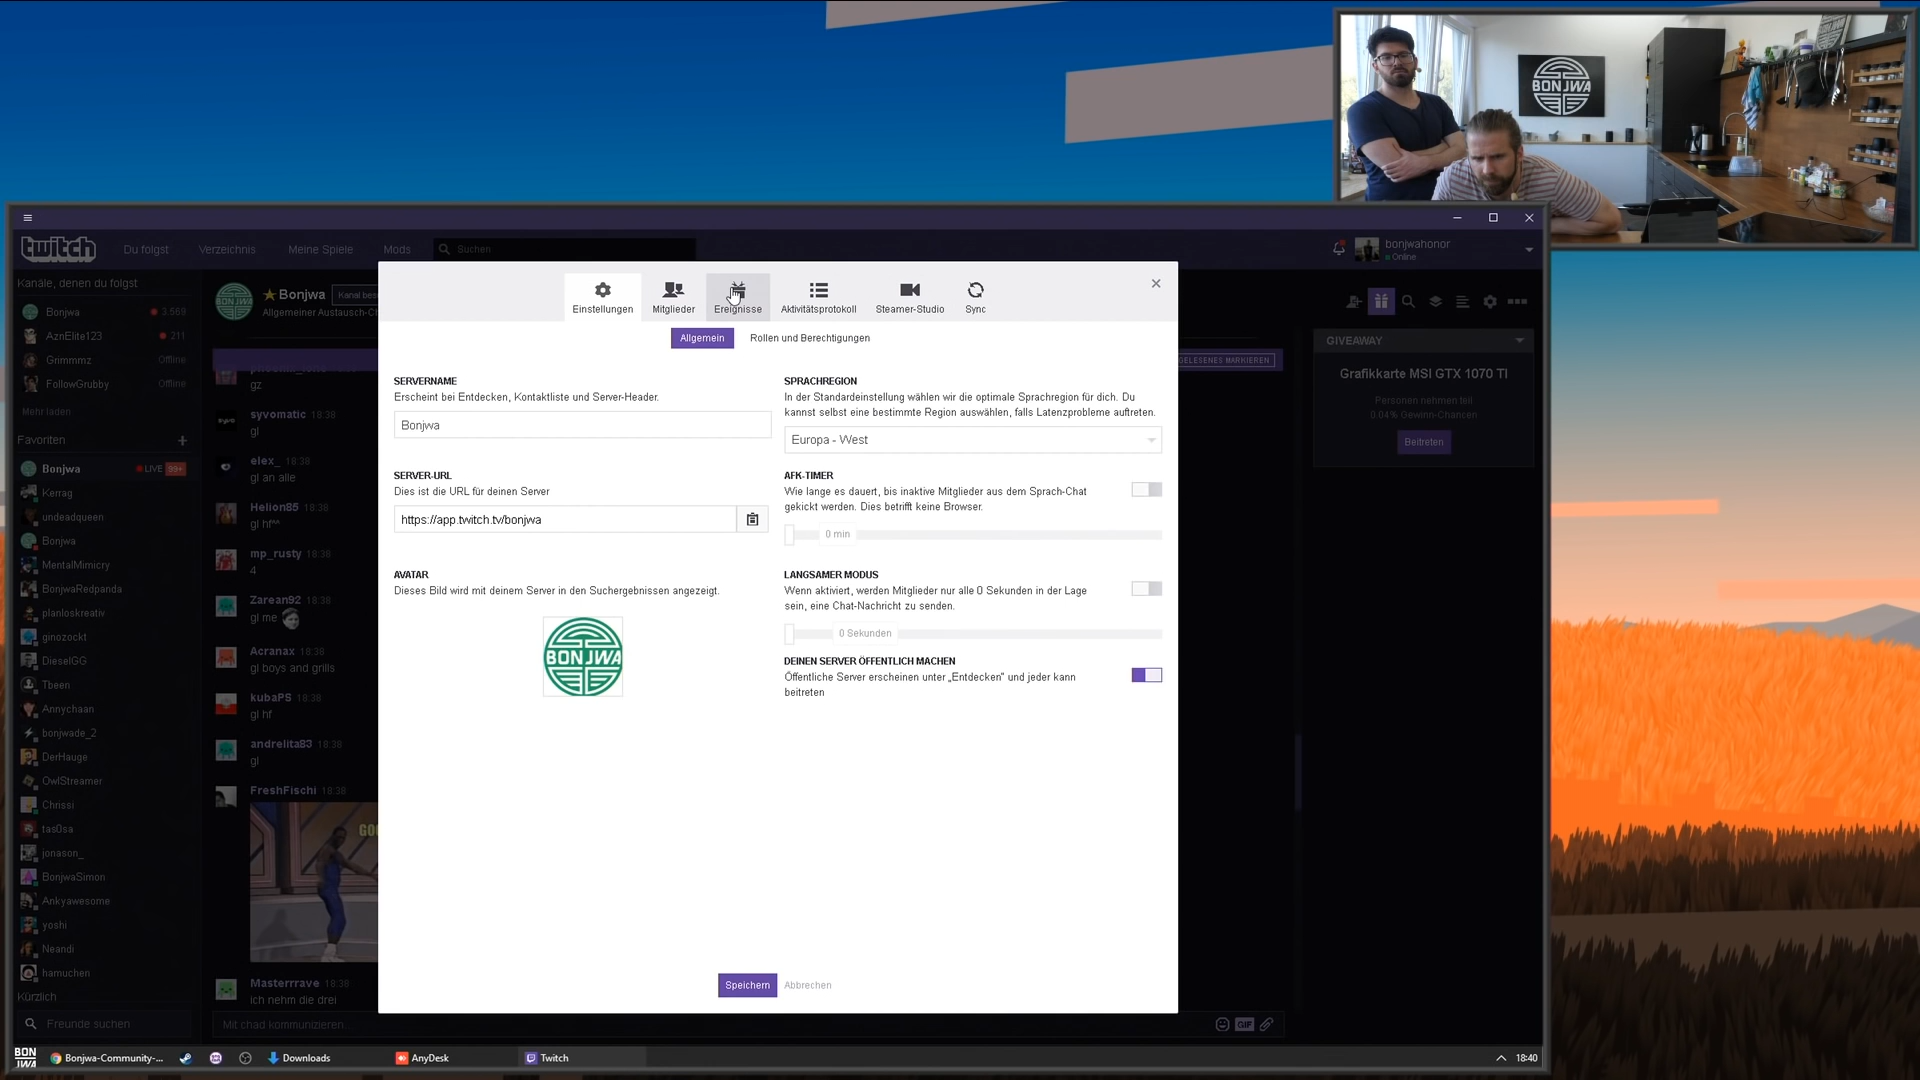 BONJWA
twitch
Du folgst
Verzeichnis
Meine Spiele
Mods
Suchen
bonjwahonor
Online
Kanäle, denen du folgst
Bonjwa
3.569
AznElite123
211
Grimmmz
Offline
FollowGrubby
Offline
Mehr laden
Favoriten
Bonjwa
LIVE
99+
Kerrag
undeadqueen
Bonjwa
MentalMimicry
BonjwaRedpanda
planloskreativ
ginozockt
DieselGG
Tbeen
Annychaan
bonjwade_2
DerHauge
OwlStreamer
Chrissi
tas0sa
jonason_
BonjwaSimon
Ankyawesome
yoshi
Neandi
hamuchen
Kürzlich
Freunde suchen
Bonjwa
Allgemeiner Austausch-
gz
syvomatic 18:38
gl
elex_ 18:38
gl an alle
Helion85 18:38
gl hf^^
mp_rusty 18:38
4
Zarean92 18:38
gl me
Acranax 18:38
gl boys and grills
kubaPS 18:38
gl hf
andrelita83 18:38
gl
FreshFischi 18:38
Masterrrave 18:38
ich nehm die drei
Mit chad kommunizieren...
GIF
Einstellungen
Mitglieder
Ereignisse
Aktivitätsprotokoll
Steamer-Studio
Sync
Allgemein
Rollen und Berechtigungen
SERVERNAME
Erscheint bei Entdecken, Kontaktliste und Server-Header.
Bonjwa
SERVER-URL
Dies ist die URL für deinen Server
https://app.twitch.tv/bonjwa
AVATAR
Dieses Bild wird mit deinem Server in den Suchergebnissen angezeigt.
BONJWA
SPRACHREGION
In der Standardeinstellung wählen wir die optimale Sprachregion für dich. Du
kannst selbst eine bestimmte Region auswählen, falls Latenzprobleme auftreten.
Europa - West
AFK-TIMER
Wie lange es dauert, bis inaktive Mitglieder aus dem Sprach-Chat
gekickt werden. Dies betrifft keine Browser.
0 min
LANGSAMER MODUS
Wenn aktiviert, werden Mitglieder nur alle 0 Sekunden in der Lage
sein, eine Chat-Nachricht zu senden.
0 Sekunden
DEINEN SERVER ÖFFENTLICH MACHEN
Öffentliche Server erscheinen unter „Entdecken“ und jeder kann
beitreten
Speichern
Abbrechen
GELESENES MARKIEREN
GIVEAWAY
Grafikkarte MSI GTX 1070 TI
Personen nehmen teil
0.04% Gewinn-Chancen
Beitreten
BONJWA
Bonjwa-Community-...
Downloads
AnyDesk
Twitch
18:40